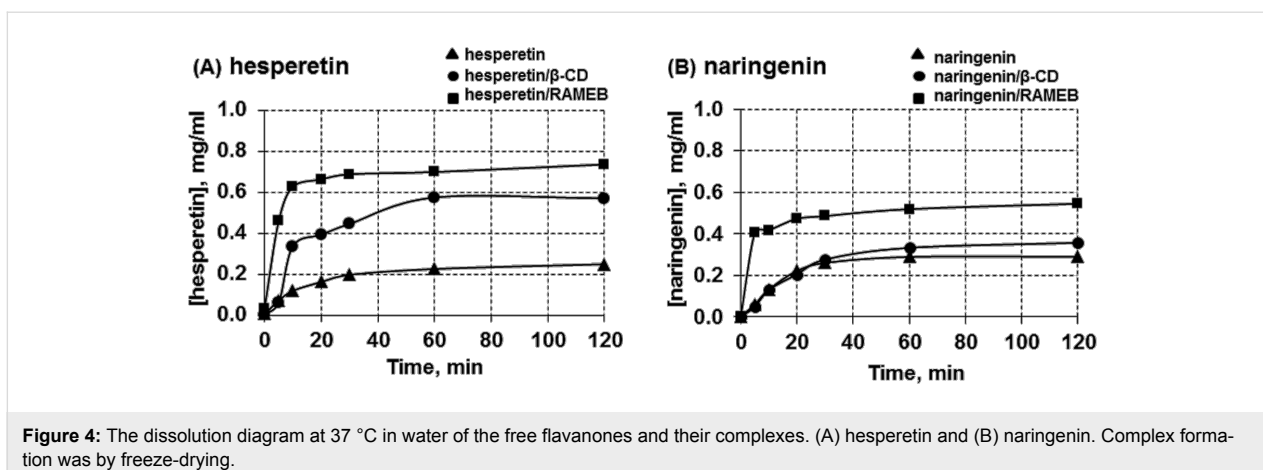 (A) hesperetin
hesperetin
hesperetin/β-CD
hesperetin/RAMEB
1.0
0.8
0.6
0.4
0.2
0.0
[hesperetin], mg/ml
0 20 40 60 80 100 120
Time, min
(B) naringenin
naringenin
naringenin/β-CD
naringenin/RAMEB
1.0
0.8
0.6
0.4
0.2
0.0
[naringenin], mg/ml
0 20 40 60 80 100 120
Time, min
Figure 4: The dissolution diagram at 37 °C in water of the free flavanones and their complexes. (A) hesperetin and (B) naringenin. Complex forma-
tion was by freeze-drying.